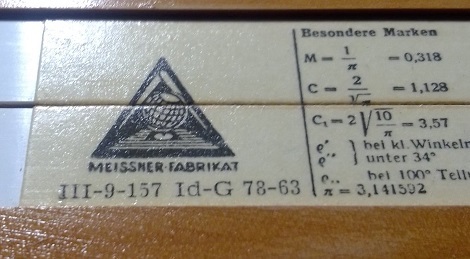 MEISSNER-FABRIKAT
III-9-157 Id-G 78-63
Besondere Marken
M = 1/π = 0,318
C = 2/√π = 1,128
C₁ = 2 √10/π = 3,57
ϱ′ } bei kl. Winkeln
ϱ″ } unter 34°
ϱ‚‚ bei 100° Teilu
π = 3,141592